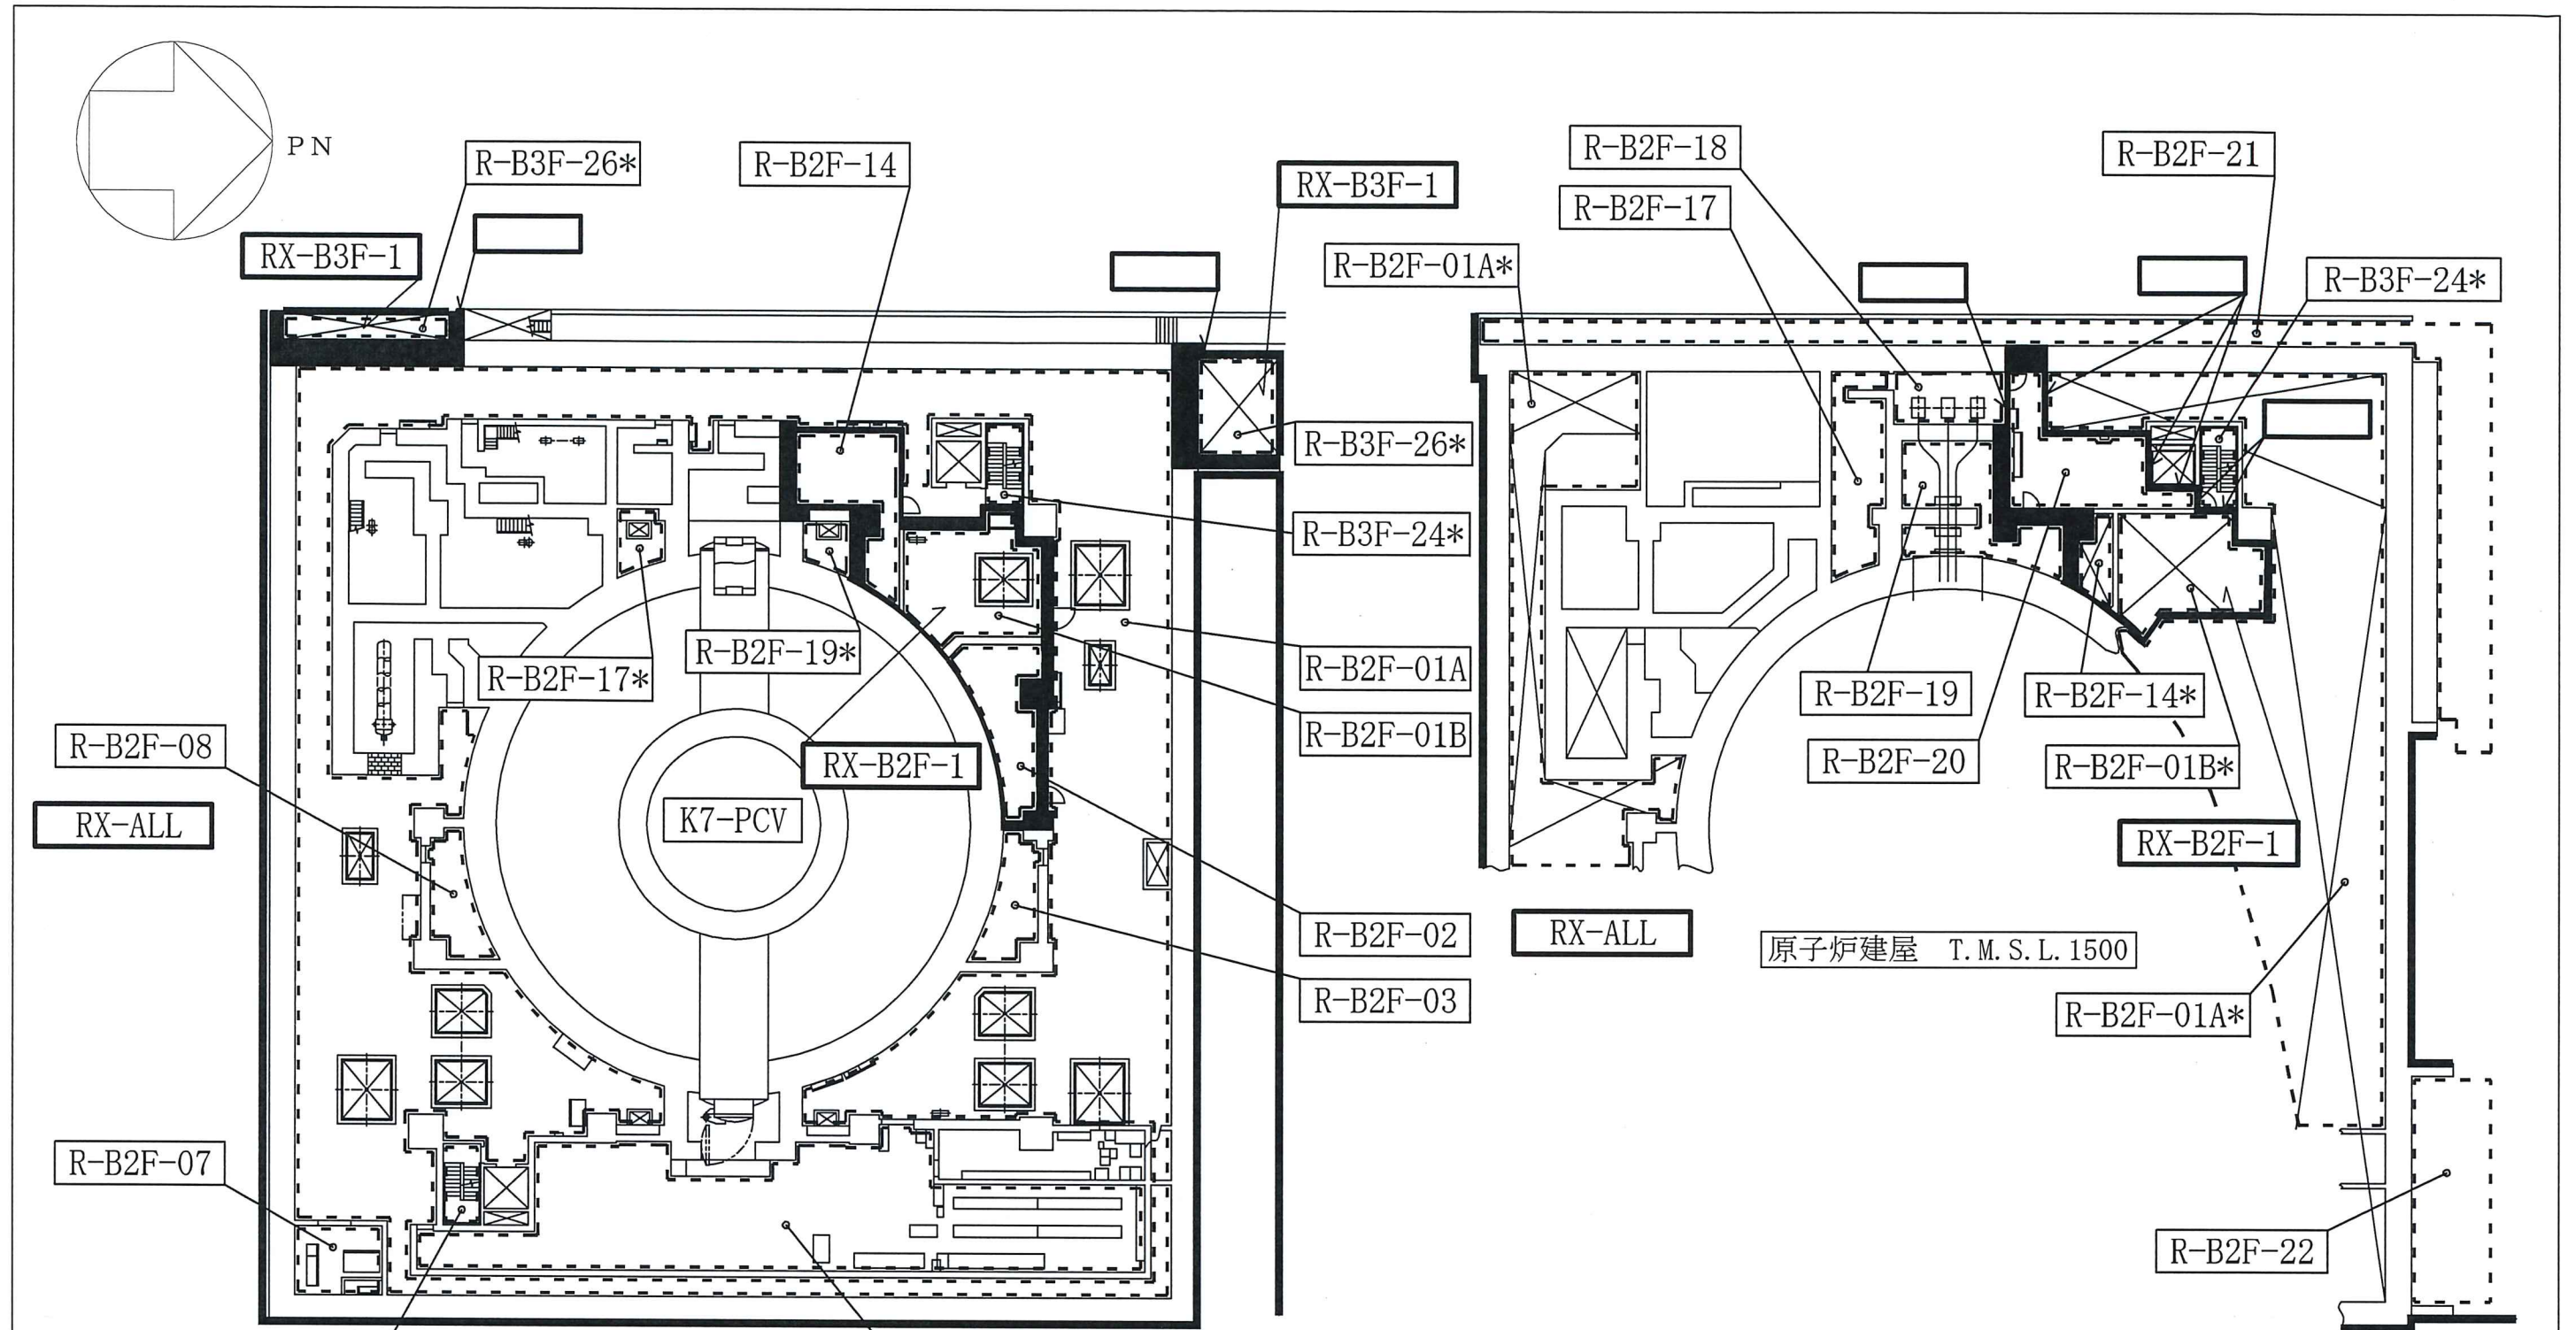 PN
R-B3F-26*
R-B2F-14
RX-B3F-1
RX-B3F-1
R-B2F-18
R-B2F-17
R-B2F-01A*
R-B2F-21
R-B3F-24*
R-B3F-26*
R-B3F-24*
R-B2F-17*
R-B2F-19*
R-B2F-01A
R-B2F-01B
R-B2F-08
RX-B2F-1
RX-ALL
K7-PCV
R-B2F-02
R-B2F-03
R-B2F-07
R-B2F-19
R-B2F-14*
R-B2F-20
R-B2F-01B*
RX-B2F-1
RX-ALL
原子炉建屋 T.M.S.L.1500
R-B2F-01A*
R-B2F-22